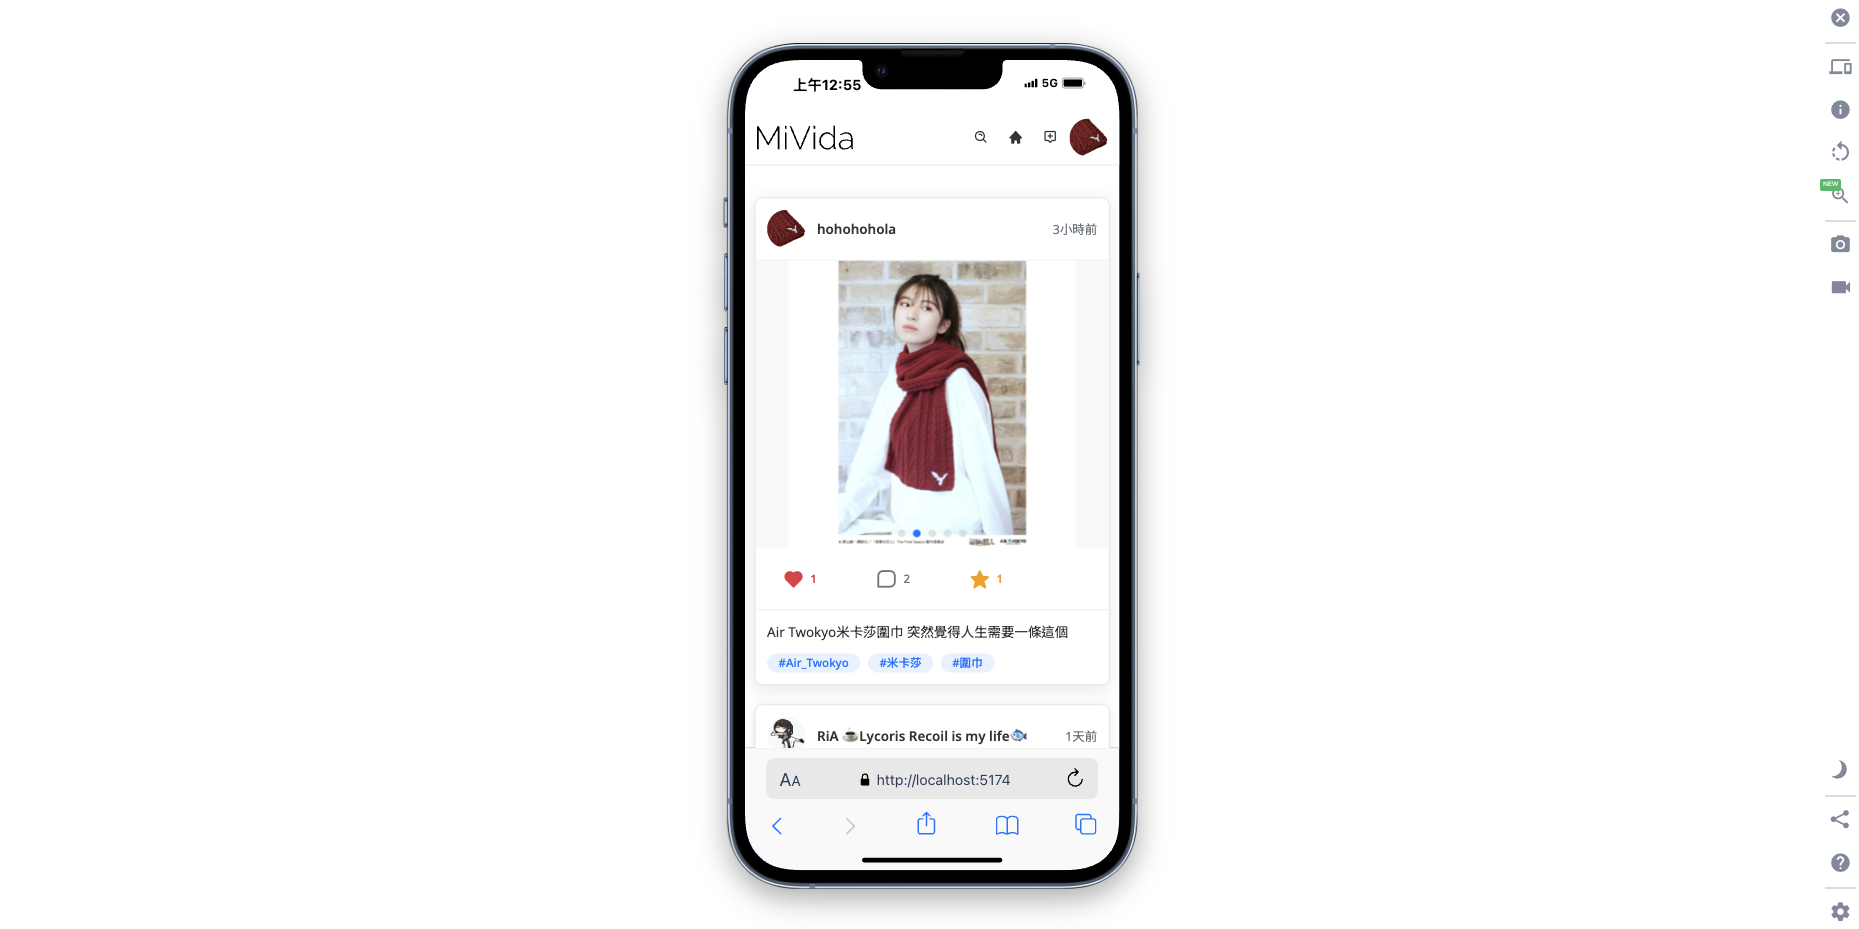 上午12:55
5G
MiVida
NEW
hohohohola
3小時前
1
2
1
Air Twokyo米卡莎圍巾 突然覺得人生需要一條這個
#Air_Twokyo #米卡莎 #圍巾
RiA ☕Lycoris Recoil is my life🐟
1天前
AA
http://localhost:5174